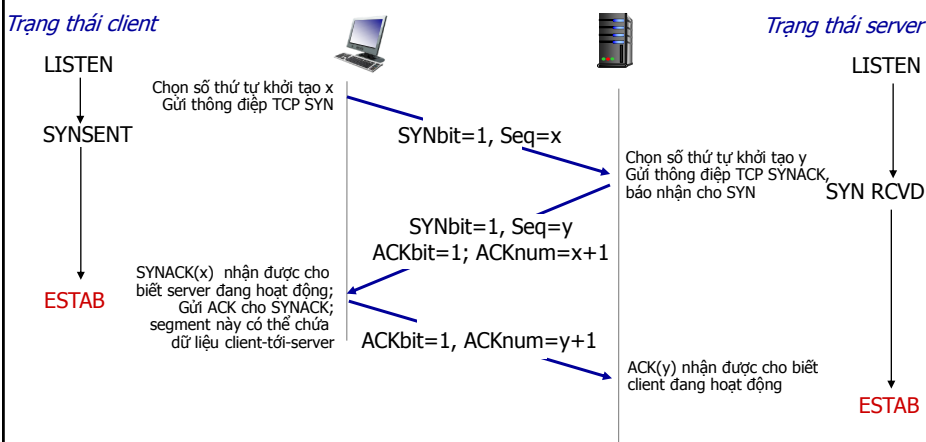 Trạng thái client
Trạng thái server
LISTEN
LISTEN
Chọn số thứ tự khởi tạo x
Gửi thông điệp TCP SYN
SYNSENT
SYNbit=1, Seq=x
Chọn số thứ tự khởi tạo y
Gửi thông điệp TCP SYNACK,
báo nhận cho SYN
SYN RCVD
SYNbit=1, Seq=y
ACKbit=1; ACKnum=x+1
SYNACK(x) nhận được cho
biết server đang hoạt động;
Gửi ACK cho SYNACK;
segment này có thể chứa
dữ liệu client-tới-server
ESTAB
ACKbit=1, ACKnum=y+1
ACK(y) nhận được cho biết
client đang hoạt động
ESTAB